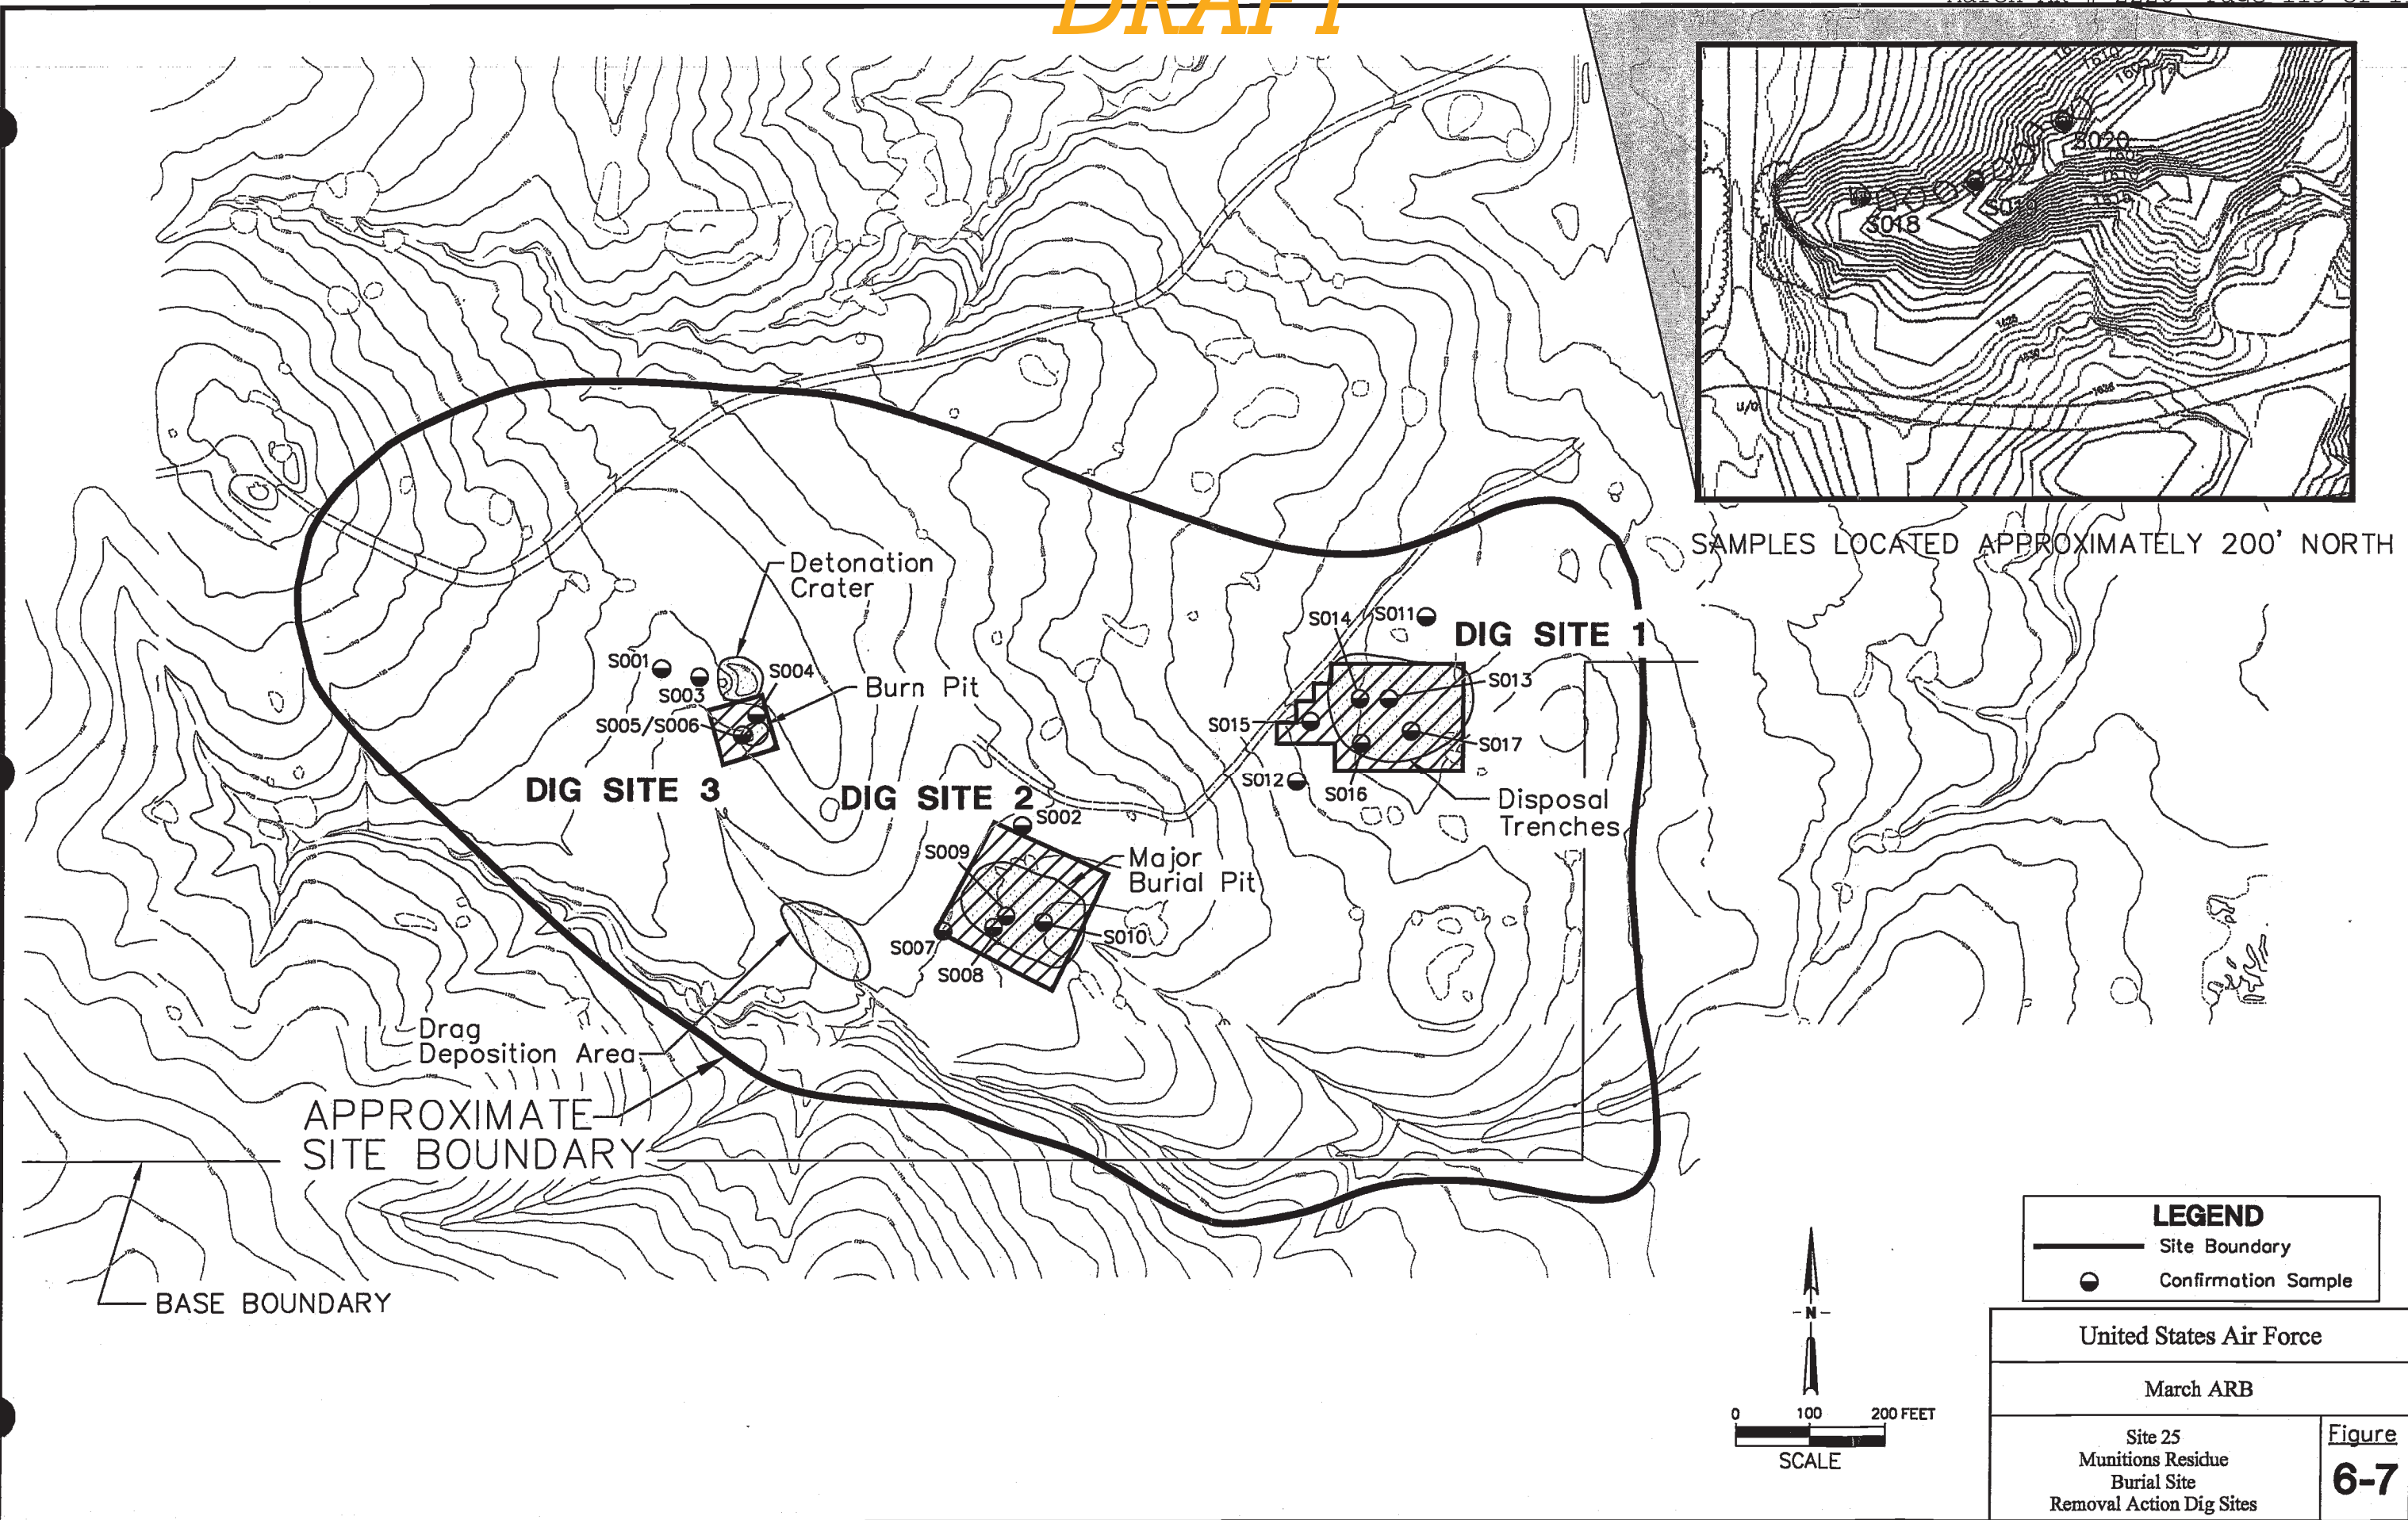 DRAFT
S020
S019
S018
1625
1630
1635
u/o
SAMPLES LOCATED APPROXIMATELY 200' NORTH
Detonation
Crater
S001
S003
S004
S005/S006
Burn Pit
DIG SITE 3
DIG SITE 2
S002
S009
Major
Burial Pit
S007
S008
S010
S014
S011
DIG SITE 1
S013
S015
S017
S012
S016
Disposal
Trenches
Drag
Deposition Area
APPROXIMATE
SITE BOUNDARY
BASE BOUNDARY
LEGEND
Site Boundary
Confirmation Sample
-N-
0 100 200 FEET
SCALE
United States Air Force
March ARB
Site 25
Munitions Residue
Burial Site
Removal Action Dig Sites
Figure
6-7